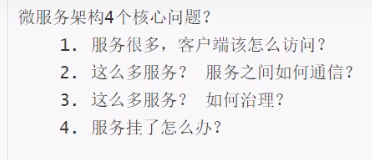 微服务架构4个核心问题？
1. 服务很多，客户端该怎么访问？
2. 这么多服务？ 服务之间如何通信？
3. 这么多服务？ 如何治理？
4. 服务挂了怎么办？